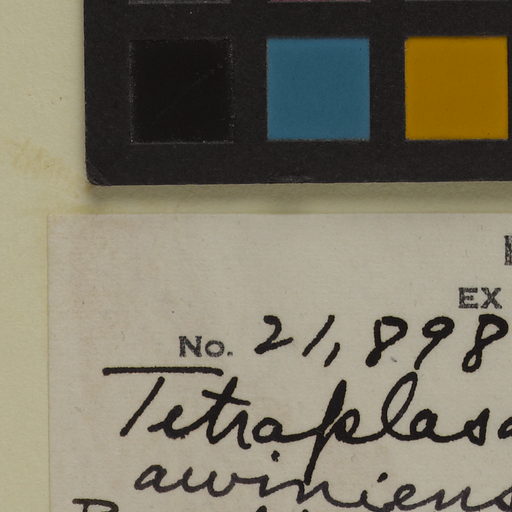 EX
No. 21,898
Tetraplasa
awiniens